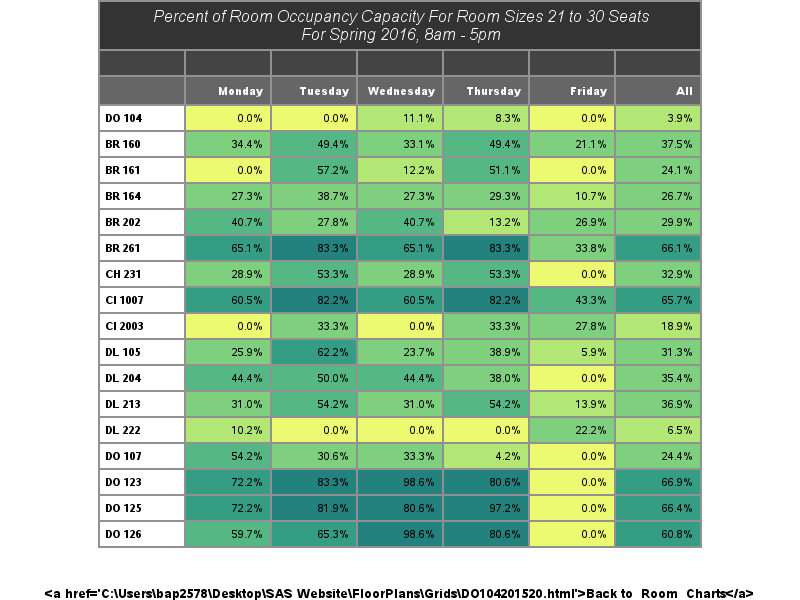 Percent of Room Occupancy Capacity For Room Sizes 21 to 30 Seats
For Spring 2016, 8am - 5pm
Monday Tuesday Wednesday Thursday Friday All
DO 104 0.0% 0.0% 11.1% 8.3% 0.0% 3.9%
BR 160 34.4% 49.4% 33.1% 49.4% 21.1% 37.5%
BR 161 0.0% 57.2% 12.2% 51.1% 0.0% 24.1%
BR 164 27.3% 38.7% 27.3% 29.3% 10.7% 26.7%
BR 202 40.7% 27.8% 40.7% 13.2% 26.9% 29.9%
BR 261 65.1% 83.3% 65.1% 83.3% 33.8% 66.1%
CH 231 28.9% 53.3% 28.9% 53.3% 0.0% 32.9%
CI 1007 60.5% 82.2% 60.5% 82.2% 43.3% 65.7%
CI 2003 0.0% 33.3% 0.0% 33.3% 27.8% 18.9%
DL 105 25.9% 62.2% 23.7% 38.9% 5.9% 31.3%
DL 204 44.4% 50.0% 44.4% 38.0% 0.0% 35.4%
DL 213 31.0% 54.2% 31.0% 54.2% 13.9% 36.9%
DL 222 10.2% 0.0% 0.0% 0.0% 22.2% 6.5%
DO 107 54.2% 30.6% 33.3% 4.2% 0.0% 24.4%
DO 123 72.2% 83.3% 98.6% 80.6% 0.0% 66.9%
DO 125 72.2% 81.9% 80.6% 97.2% 0.0% 66.4%
DO 126 59.7% 65.3% 98.6% 80.6% 0.0% 60.8%
<a href='C:\Users\bap2578\Desktop\SAS Website\FloorPlans\Grids\DO104201520.html'>Back to Room Charts</a>